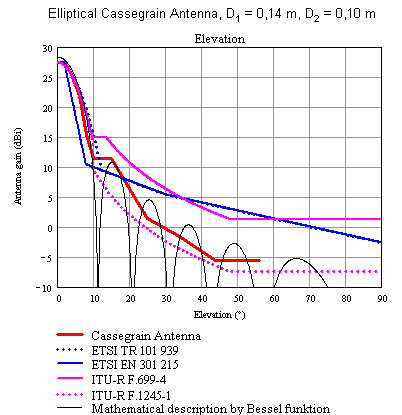 Elliptical Cassegrain Antenna, D1 = 0,14 m, D2 = 0,10 m
Elevation
Antenna gain (dBi)
30
25
20
15
10
5
0
−5
−10
0 10 20 30 40 50 60 70 80 90
Elevation (°)
Cassegrain Antenna
ETSI TR 101 939
ETSI EN 301 215
ITU-R F.699-4
ITU-R F.1245-1
Mathematical description by Bessel funktion